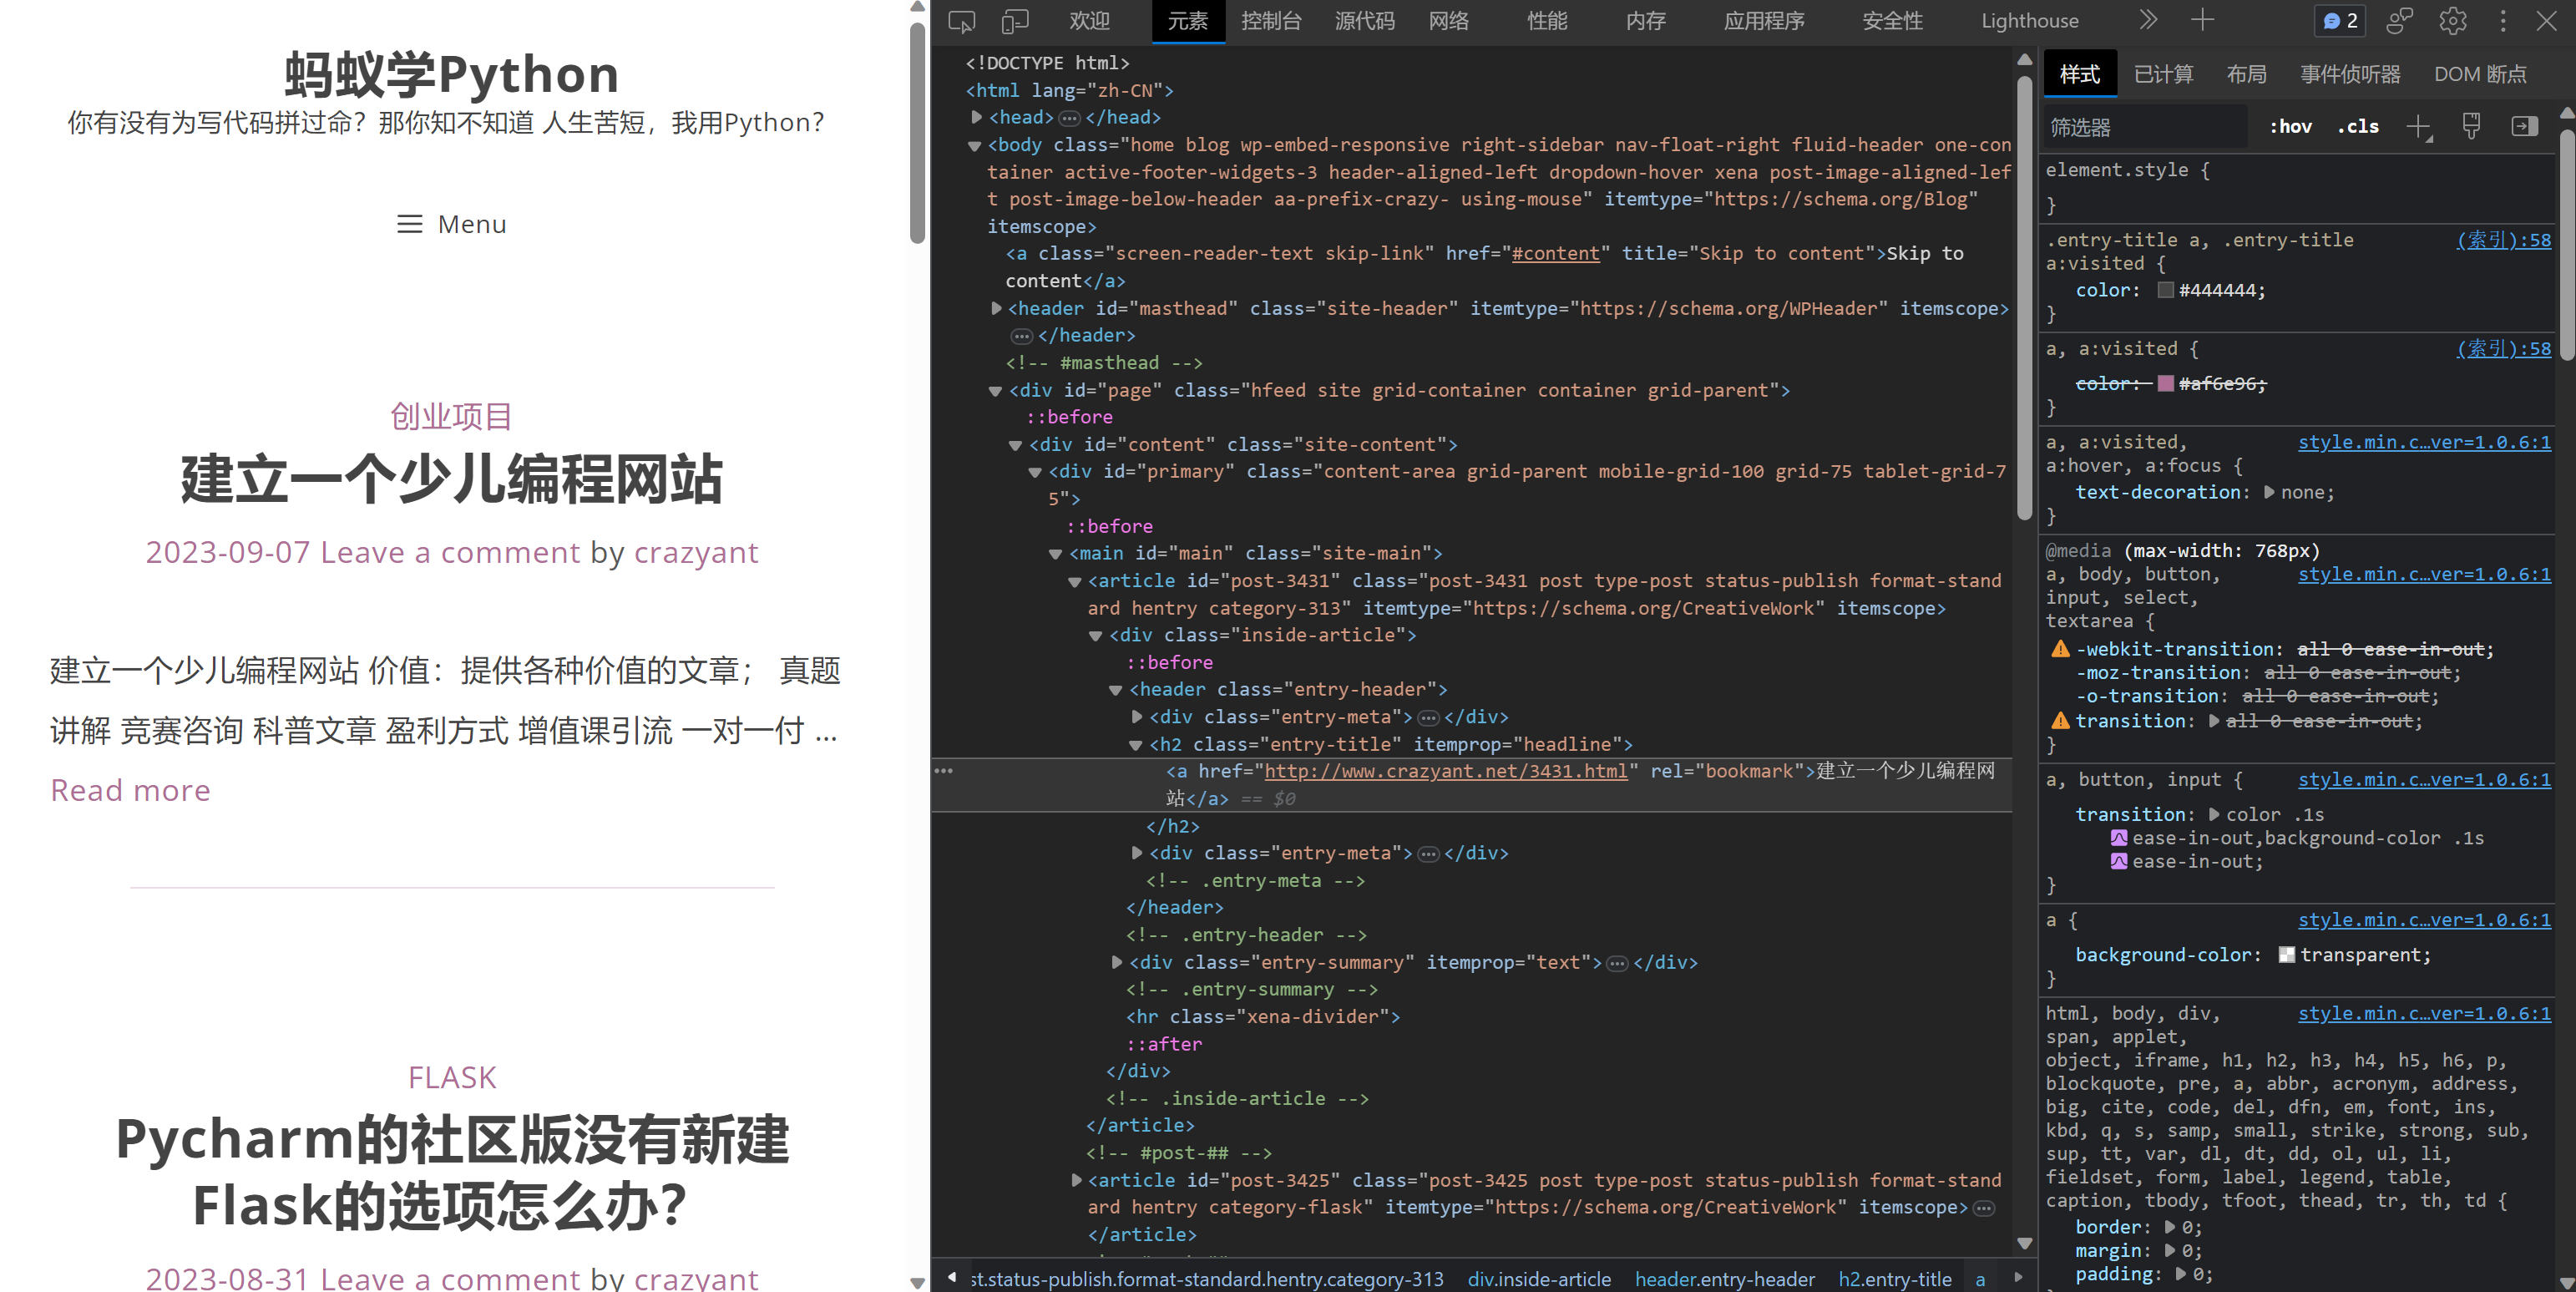 蚂蚁学Python
你有没有为写代码拼过命？那你知不知道 人生苦短，我用Python？
Menu
创业项目
建立一个少儿编程网站
2023-09-07 Leave a comment by crazyant
建立一个少儿编程网站 价值：提供各种价值的文章； 真题
讲解 竞赛咨询 科普文章 盈利方式 增值课引流 一对一付 ...
Read more
FLASK
Pycharm的社区版没有新建
Flask的选项怎么办？
2023-08-31 Leave a comment by crazyant
欢迎 元素 控制台 源代码 网络 性能 内存 应用程序 安全性 Lighthouse 2
<!DOCTYPE html>
<html lang="zh-CN">
<head>…</head>
<body class="home blog wp-embed-responsive right-sidebar nav-float-right fluid-header one-con
tainer active-footer-widgets-3 header-aligned-left dropdown-hover xena post-image-aligned-lef
t post-image-below-header aa-prefix-crazy- using-mouse" itemtype="https://schema.org/Blog"
itemscope>
<a class="screen-reader-text skip-link" href="#content" title="Skip to content">Skip to
content</a>
<header id="masthead" class="site-header" itemtype="https://schema.org/WPHeader" itemscope>
…</header>
<!-- #masthead -->
<div id="page" class="hfeed site grid-container container grid-parent">
::before
<div id="content" class="site-content">
<div id="primary" class="content-area grid-parent mobile-grid-100 grid-75 tablet-grid-7
5">
::before
<main id="main" class="site-main">
<article id="post-3431" class="post-3431 post type-post status-publish format-stand
ard hentry category-313" itemtype="https://schema.org/CreativeWork" itemscope>
<div class="inside-article">
::before
<header class="entry-header">
<div class="entry-meta">…</div>
<h2 class="entry-title" itemprop="headline">
<a href="http://www.crazyant.net/3431.html" rel="bookmark">建立一个少儿编程网
站</a> == $0
</h2>
<div class="entry-meta">…</div>
<!-- .entry-meta -->
</header>
<!-- .entry-header -->
<div class="entry-summary" itemprop="text">…</div>
<!-- .entry-summary -->
<hr class="xena-divider">
::after
</div>
<!-- .inside-article -->
</article>
<!-- #post-## -->
<article id="post-3425" class="post-3425 post type-post status-publish format-stand
ard hentry category-flask" itemtype="https://schema.org/CreativeWork" itemscope>…
</article>
st.status-publish.format-standard.hentry.category-313 div.inside-article header.entry-header h2.entry-title a
样式 已计算 布局 事件侦听器 DOM 断点
筛选器 :hov .cls
element.style {
}
.entry-title a, .entry-title (索引):58
a:visited {
color: #444444;
}
a, a:visited { (索引):58
color: #af6e96;
}
a, a:visited, style.min.c…ver=1.0.6:1
a:hover, a:focus {
text-decoration: none;
}
@media (max-width: 768px)
a, body, button, style.min.c…ver=1.0.6:1
input, select,
textarea {
-webkit-transition: all 0 ease-in-out;
-moz-transition: all 0 ease-in-out;
-o-transition: all 0 ease-in-out;
transition: all 0 ease-in-out;
}
a, button, input { style.min.c…ver=1.0.6:1
transition: color .1s
ease-in-out,background-color .1s
ease-in-out;
}
a { style.min.c…ver=1.0.6:1
background-color: transparent;
}
html, body, div, style.min.c…ver=1.0.6:1
span, applet,
object, iframe, h1, h2, h3, h4, h5, h6, p,
blockquote, pre, a, abbr, acronym, address,
big, cite, code, del, dfn, em, font, ins,
kbd, q, s, samp, small, strike, strong, sub,
sup, tt, var, dl, dt, dd, ol, ul, li,
fieldset, form, label, legend, table,
caption, tbody, tfoot, thead, tr, th, td {
border: 0;
margin: 0;
padding: 0;